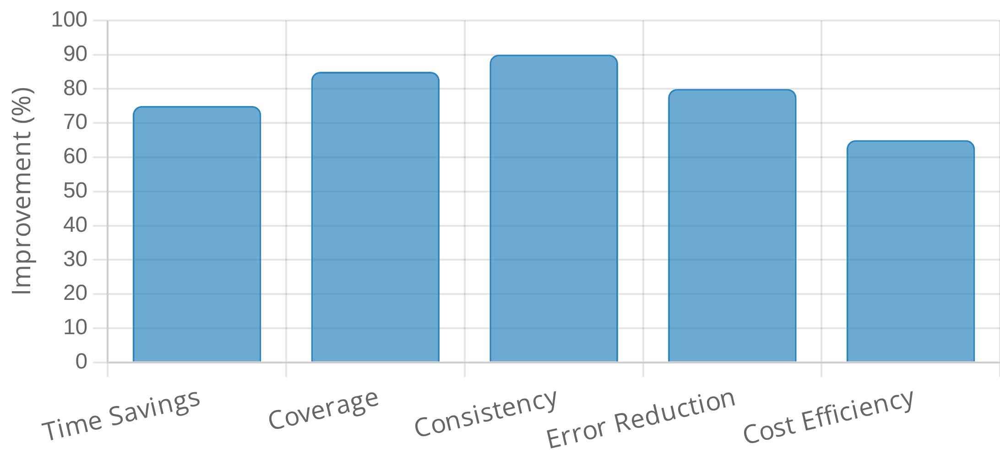 Improvement (%)
100
90
80
70
60
50
40
30
20
10
0
Time Savings
Coverage
Consistency
Error Reduction
Cost Efficiency